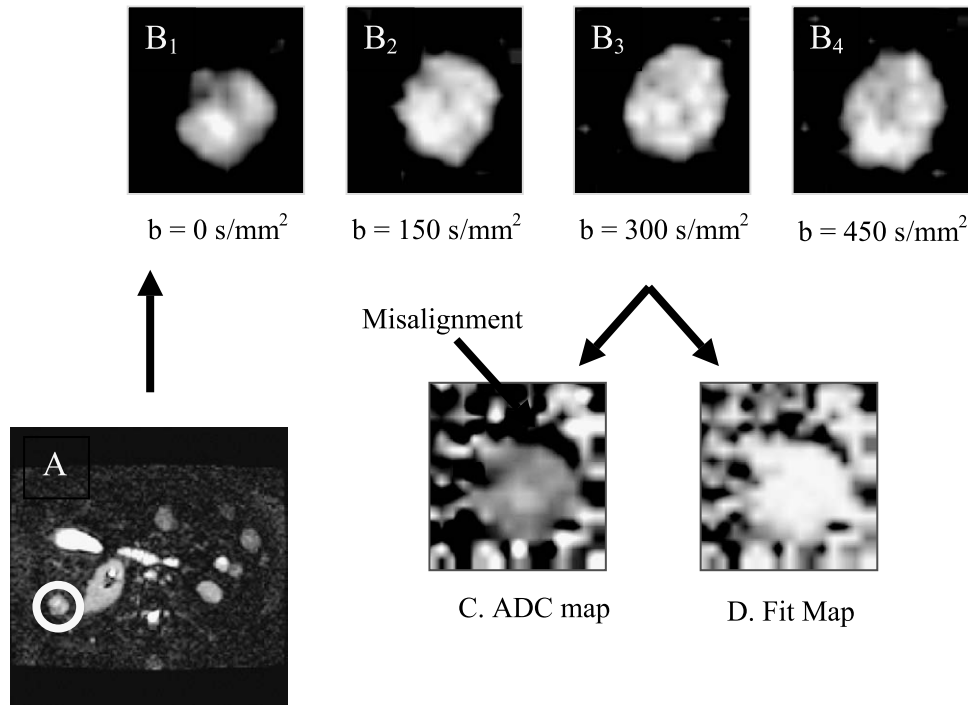 B₁ B₂ B₃ B₄
b = 0 s/mm² b = 150 s/mm² b = 300 s/mm² b = 450 s/mm²
Misalignment
A
C. ADC map D. Fit Map